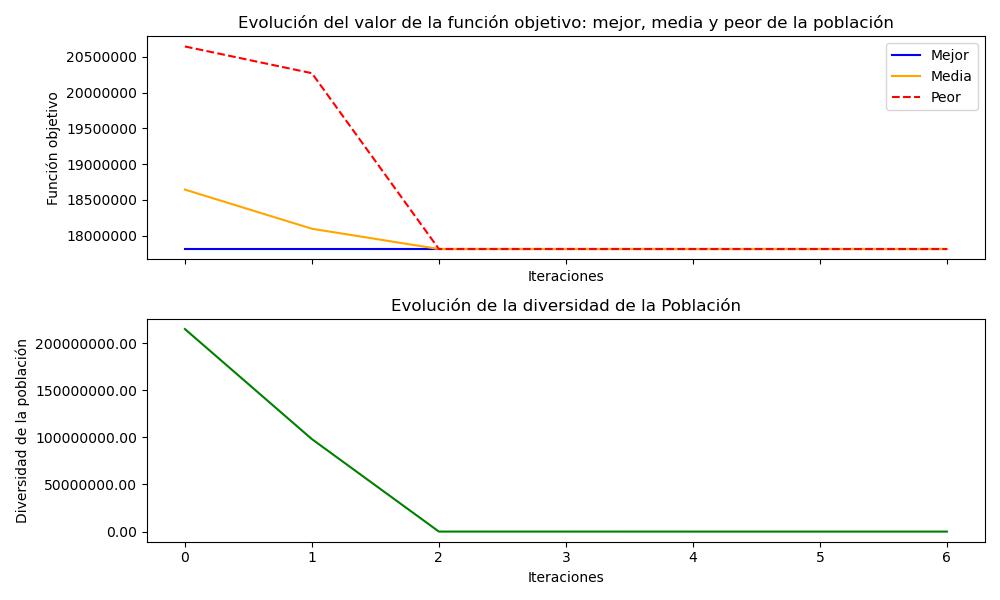 Evolución del valor de la función objetivo: mejor, media y peor de la población
Función objetivo
20500000
20000000
19500000
19000000
18500000
18000000
Mejor
Media
Peor
Iteraciones
Evolución de la diversidad de la Población
Diversidad de la población
200000000.00
150000000.00
100000000.00
50000000.00
0.00
0 1 2 3 4 5 6
Iteraciones